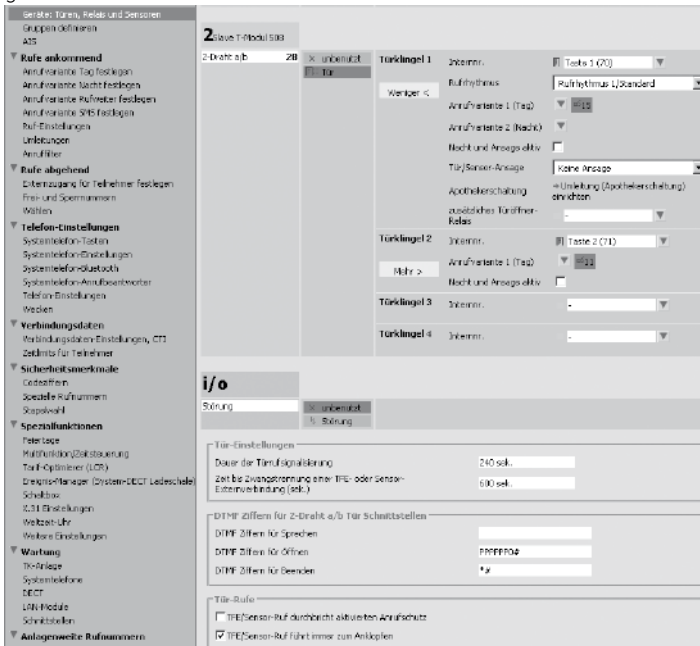 Geräte: Türen, Relais und Sensoren
Gruppen definieren
AIS
Rufe ankommend
Anrufvariante Tag festlegen
Anrufvariante Nacht festlegen
Anrufvariante Rufweiter festlegen
Anrufvariante SMS festlegen
Ruf-Einstellungen
Umleitungen
Anruffilter
Rufe abgehend
Externzugang für Teilnehmer festlegen
Frei- und Sperrnummern
Wählen
Telefon-Einstellungen
Systemtelefon-Tasten
Systemtelefon-Einstellungen
Systemtelefon-Bluetooth
Systemtelefon-Anrufbeantworter
Telefon-Einstellungen
Wecken
Verbindungsdaten
Verbindungsdaten-Einstellungen, CTI
Zeitlimits für Teilnehmer
Sicherheitsmerkmale
Codeziffern
Spezielle Rufnummern
Stapelwahl
Spezialfunktionen
Feiertage
Multifunktion/Zeitsteuerung
Tarif-Optimierer (LCR)
Ereignis-Manager (System-DECT Ladeschale)
Schaltbox
X.31 Einstellungen
Weltzeit-Uhr
Weitere Einstellungen
Wartung
TK-Anlage
Systemtelefone
DECT
LAN-Module
Schnittstellen
Anlagenweite Rufnummern
2 Slave T-Modul 508
2-Draht a/b 28
unbenutzt
Tür
Türklingel 1
Weniger <
Internnr. Taste 1 (70)
Rufrhythmus Rufrhythmus 1/Standard
Anrufvariante 1 (Tag)
Anrufvariante 2 (Nacht)
Nacht und Ansage aktiv
Tür/Sensor-Ansage Keine Ansage
Apothekerschaltung Umleitung (Apothekerschaltung) einrichten
zusätzliches Türöffner-Relais -
Türklingel 2
Mehr >
Internnr. Taste 2 (71)
Anrufvariante 1 (Tag) 11
Nacht und Ansage aktiv
Türklingel 3 Internnr. -
Türklingel 4 Internnr. -
i/o
Störung
unbenutzt
Störung
Tür-Einstellungen
Dauer der Türrufsignalisierung 240 sek.
Zeit bis Zwangstrennung einer TFE- oder Sensor-Externverbindung (sek.) 600 sek.
DTMF Ziffern für 2-Draht a/b Tür Schnittstellen
DTMF Ziffern für Sprechen
DTMF Ziffern für Öffnen PPPPPP0#
DTMF Ziffern für Beenden *#
Tür-Rufe
TFE/Sensor-Ruf durchbricht aktivierten Anrufschutz
TFE/Sensor-Ruf führt immer zum Anklopfen